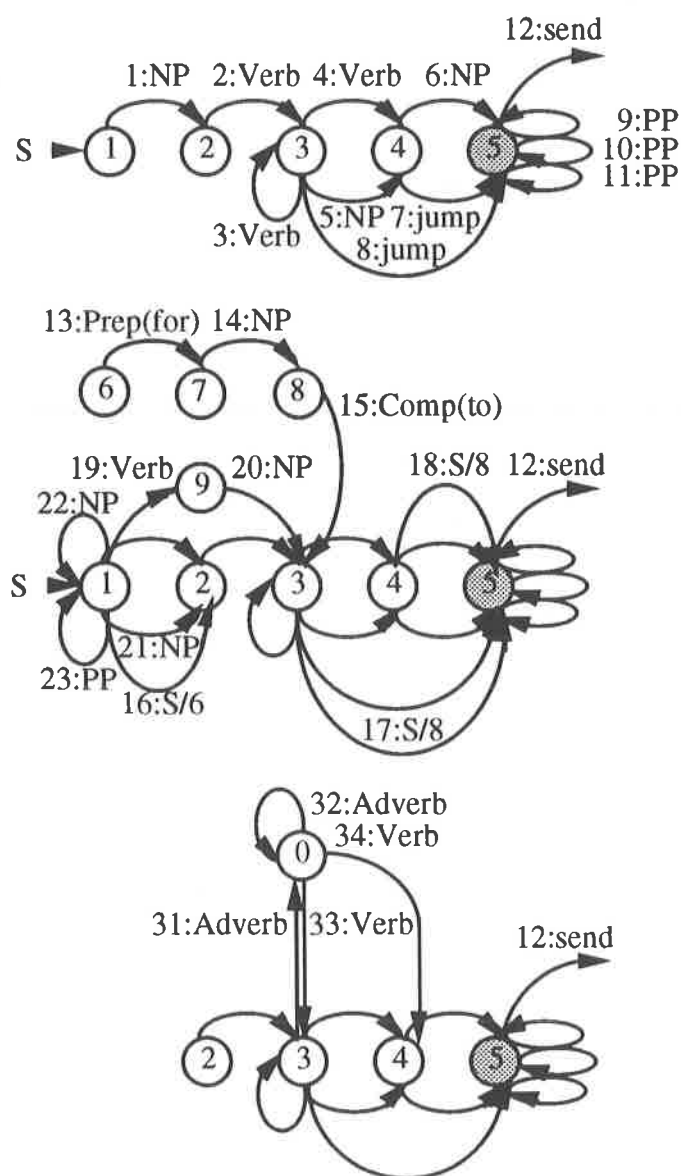 12:send
1:NP 2:Verb 4:Verb 6:NP
9:PP
S 1 2 3 4 5 10:PP
11:PP
5:NP 7:jump
3:Verb 8:jump
13:Prep(for) 14:NP
6 7 8
15:Comp(to)
19:Verb 9 20:NP 18:S/8 12:send
22:NP
S 1 2 3 4 5
21:NP
23:PP
16:S/6 17:S/8
32:Adverb
0 34:Verb
31:Adverb 33:Verb
12:send
2 3 4 5